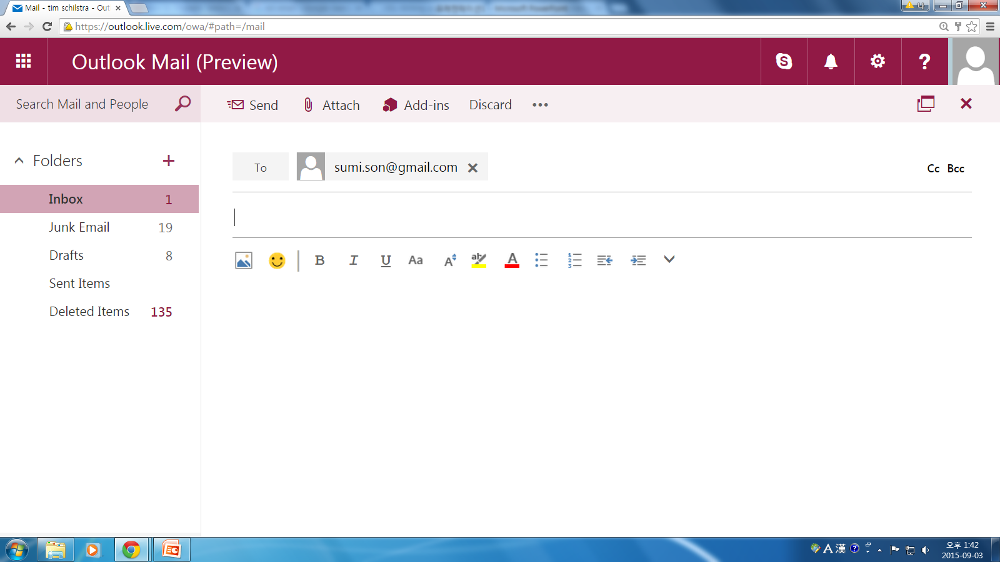 Mail - tim schilstra - Out
나
https://outlook.live.com/owa/#path=/mail
Outlook Mail (Preview)
Search Mail and People
Send
Attach
Add-ins
Discard
Folders
Inbox 1
Junk Email 19
Drafts 8
Sent Items
Deleted Items 135
To
sumi.son@gmail.com
Cc Bcc
B I U Aa A ab A
A 漢
오후 1:42
2015-09-03